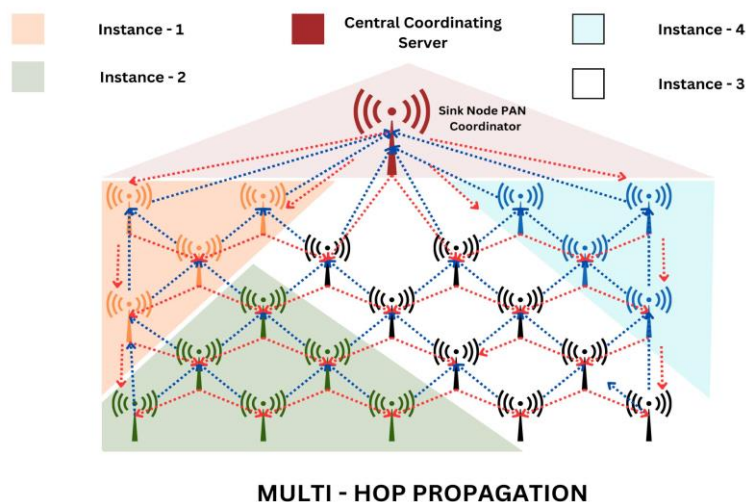 Instance - 1
Central Coordinating
Server
Instance - 4
Instance - 2
Instance - 3
Sink Node PAN
Coordinator
MULTI - HOP PROPAGATION